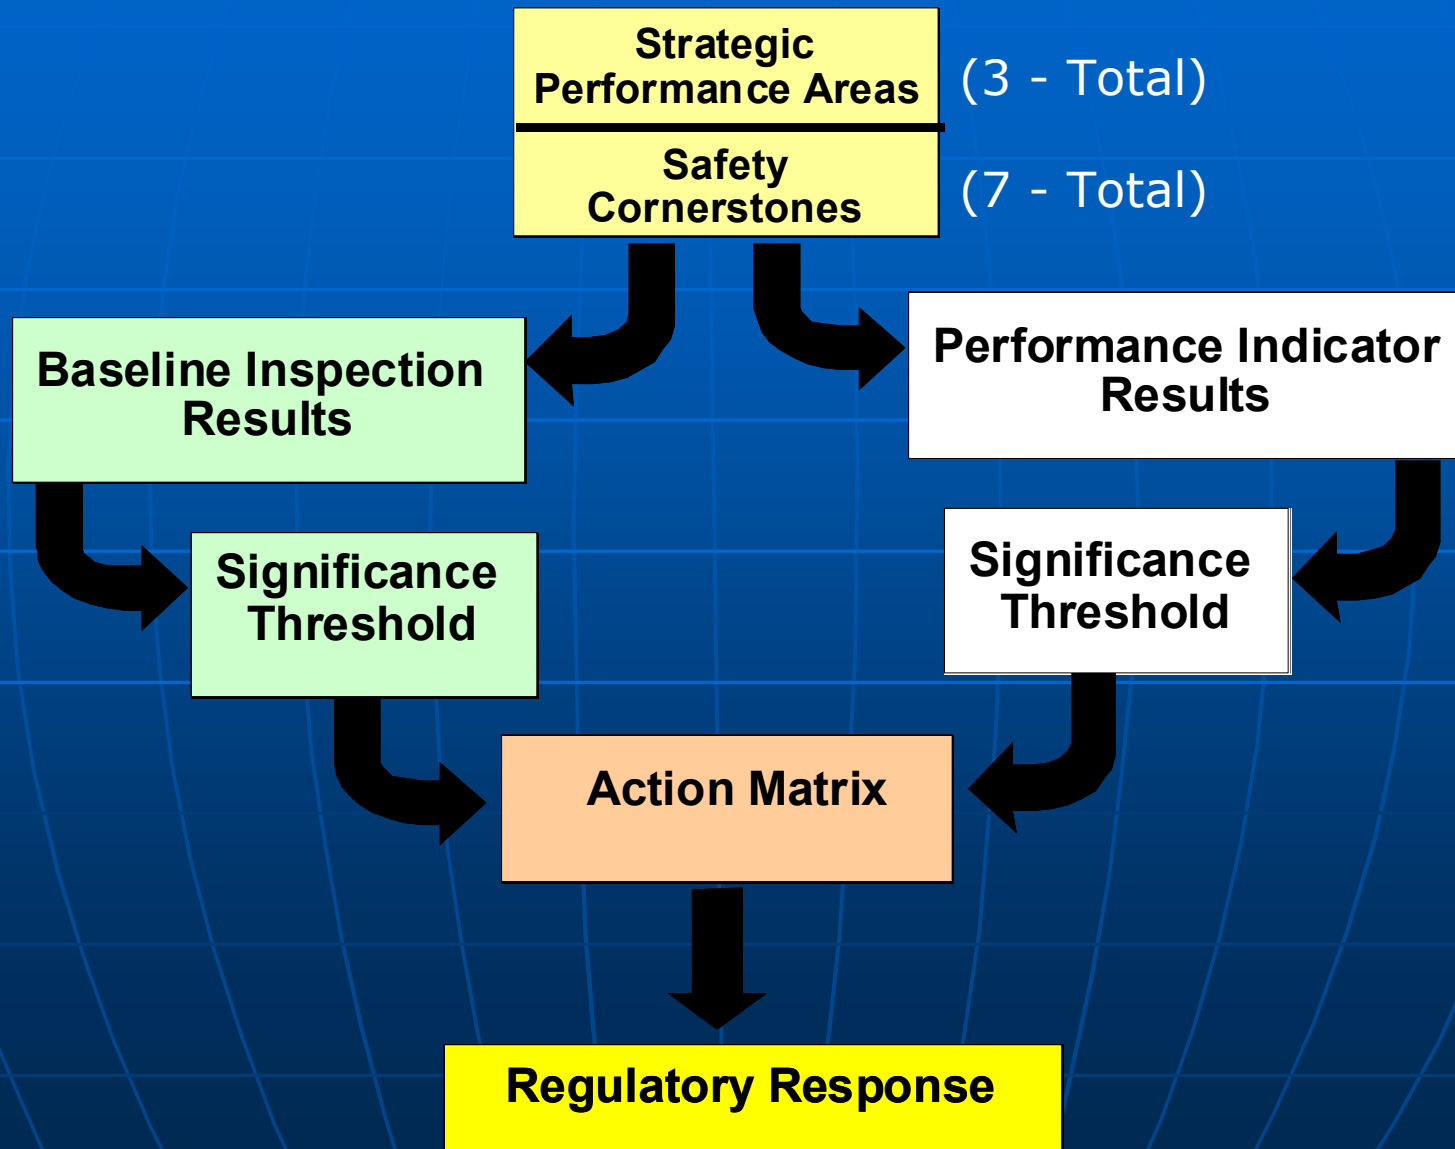 Strategic
Performance Areas
(3 - Total)
Safety
Cornerstones
(7 - Total)
Baseline Inspection
Results
Performance Indicator
Results
Significance
Threshold
Significance
Threshold
Action Matrix
Regulatory Response